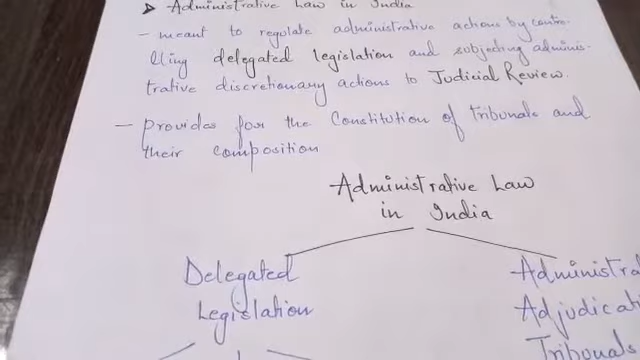 ➤ Administrative Law in India
- meant to regulate administrative actions by contro-
lling delegated legislation and subjecting adminis-
trative discretionary actions to Judicial Review.
- Provides for the Constitution of Tribunals and
their composition
Administrative Law
in India
Delegated
Legislation
Administra
Adjudicati
Tribunals